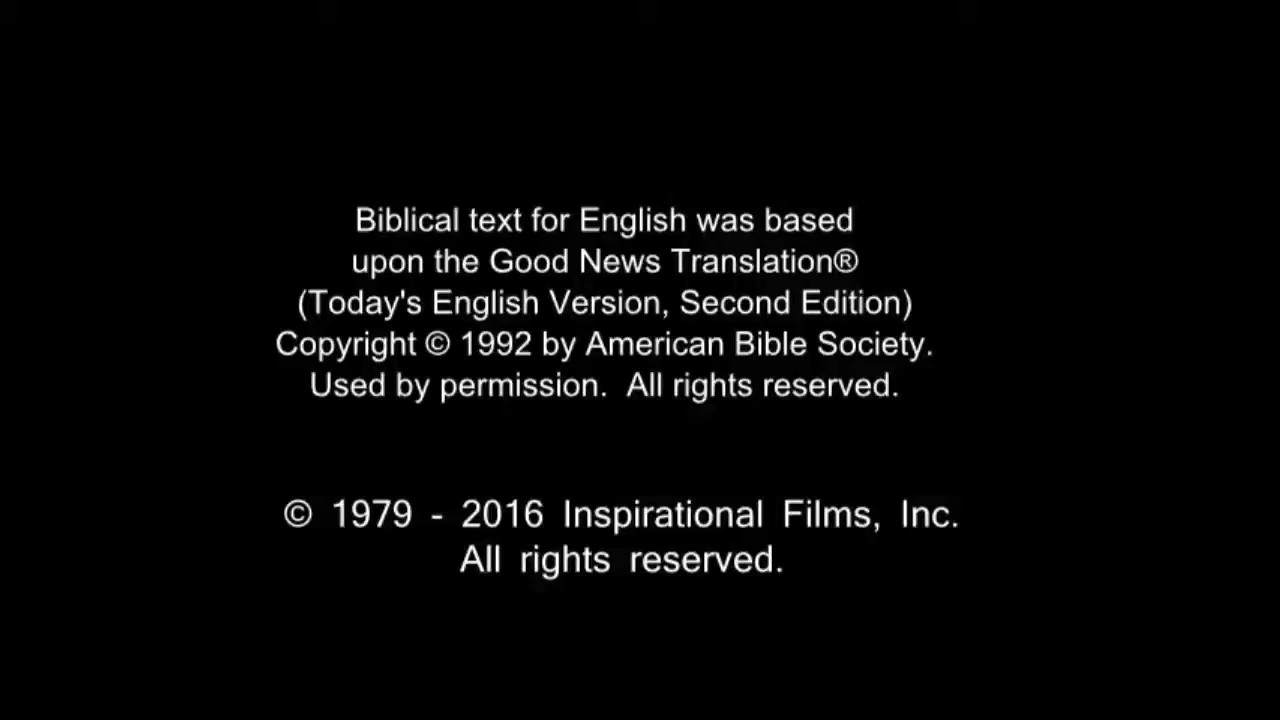 Biblical text for English was based
upon the Good News Translation®
(Today's English Version, Second Edition)
Copyright © 1992 by American Bible Society.
Used by permission.  All rights reserved.
© 1979 - 2016 Inspirational Films, Inc.
All rights reserved.